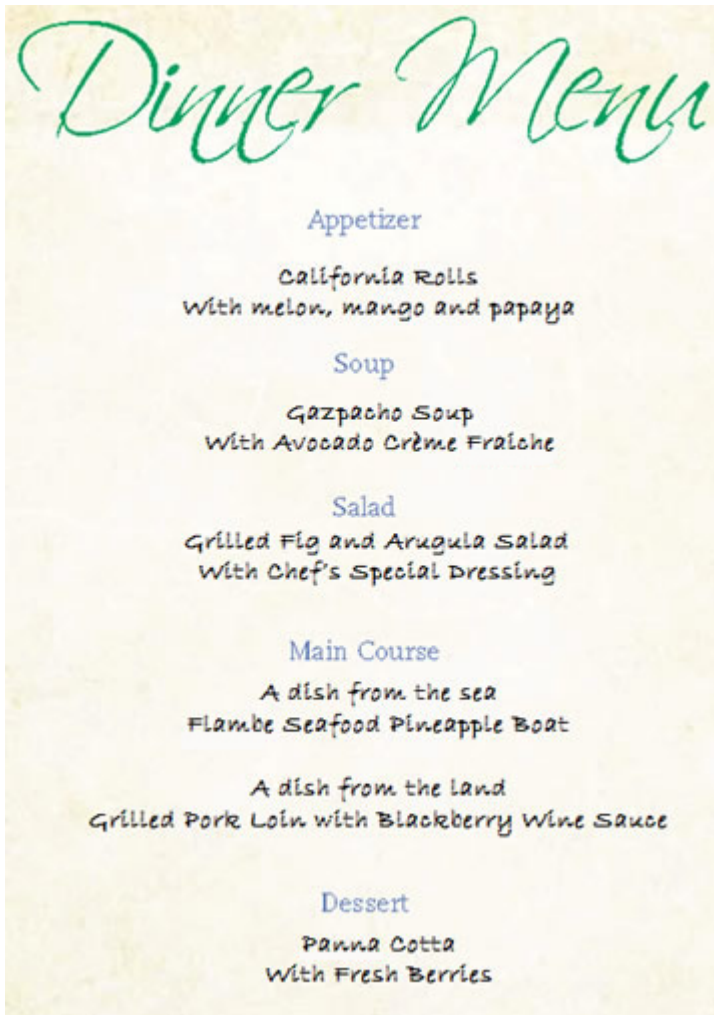 Dinner Menu
Appetizer
California Rolls
With melon, mango and papaya
Soup
Gazpacho Soup
With Avocado Crème Fraiche
Salad
Grilled Fig and Arugula Salad
With Chef's Special Dressing
Main Course
A dish from the sea
Flambe Seafood Pineapple Boat
A dish from the land
Grilled Pork Loin with Blackberry Wine Sauce
Dessert
Panna Cotta
With Fresh Berries